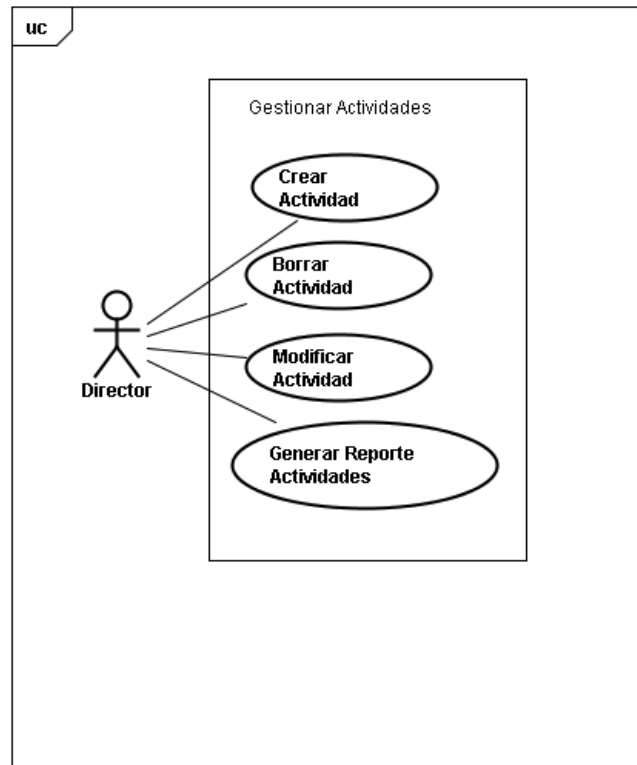 uc
Gestionar Actividades
Crear
Actividad
Borrar
Actividad
Modificar
Actividad
Director
Generar Reporte
Actividades